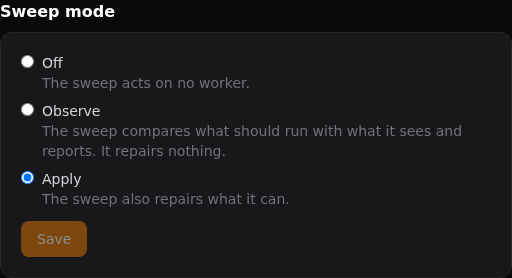 Sweep mode
Off
The sweep acts on no worker.
Observe
The sweep compares what should run with what it sees and
reports. It repairs nothing.
Apply
The sweep also repairs what it can.
Save